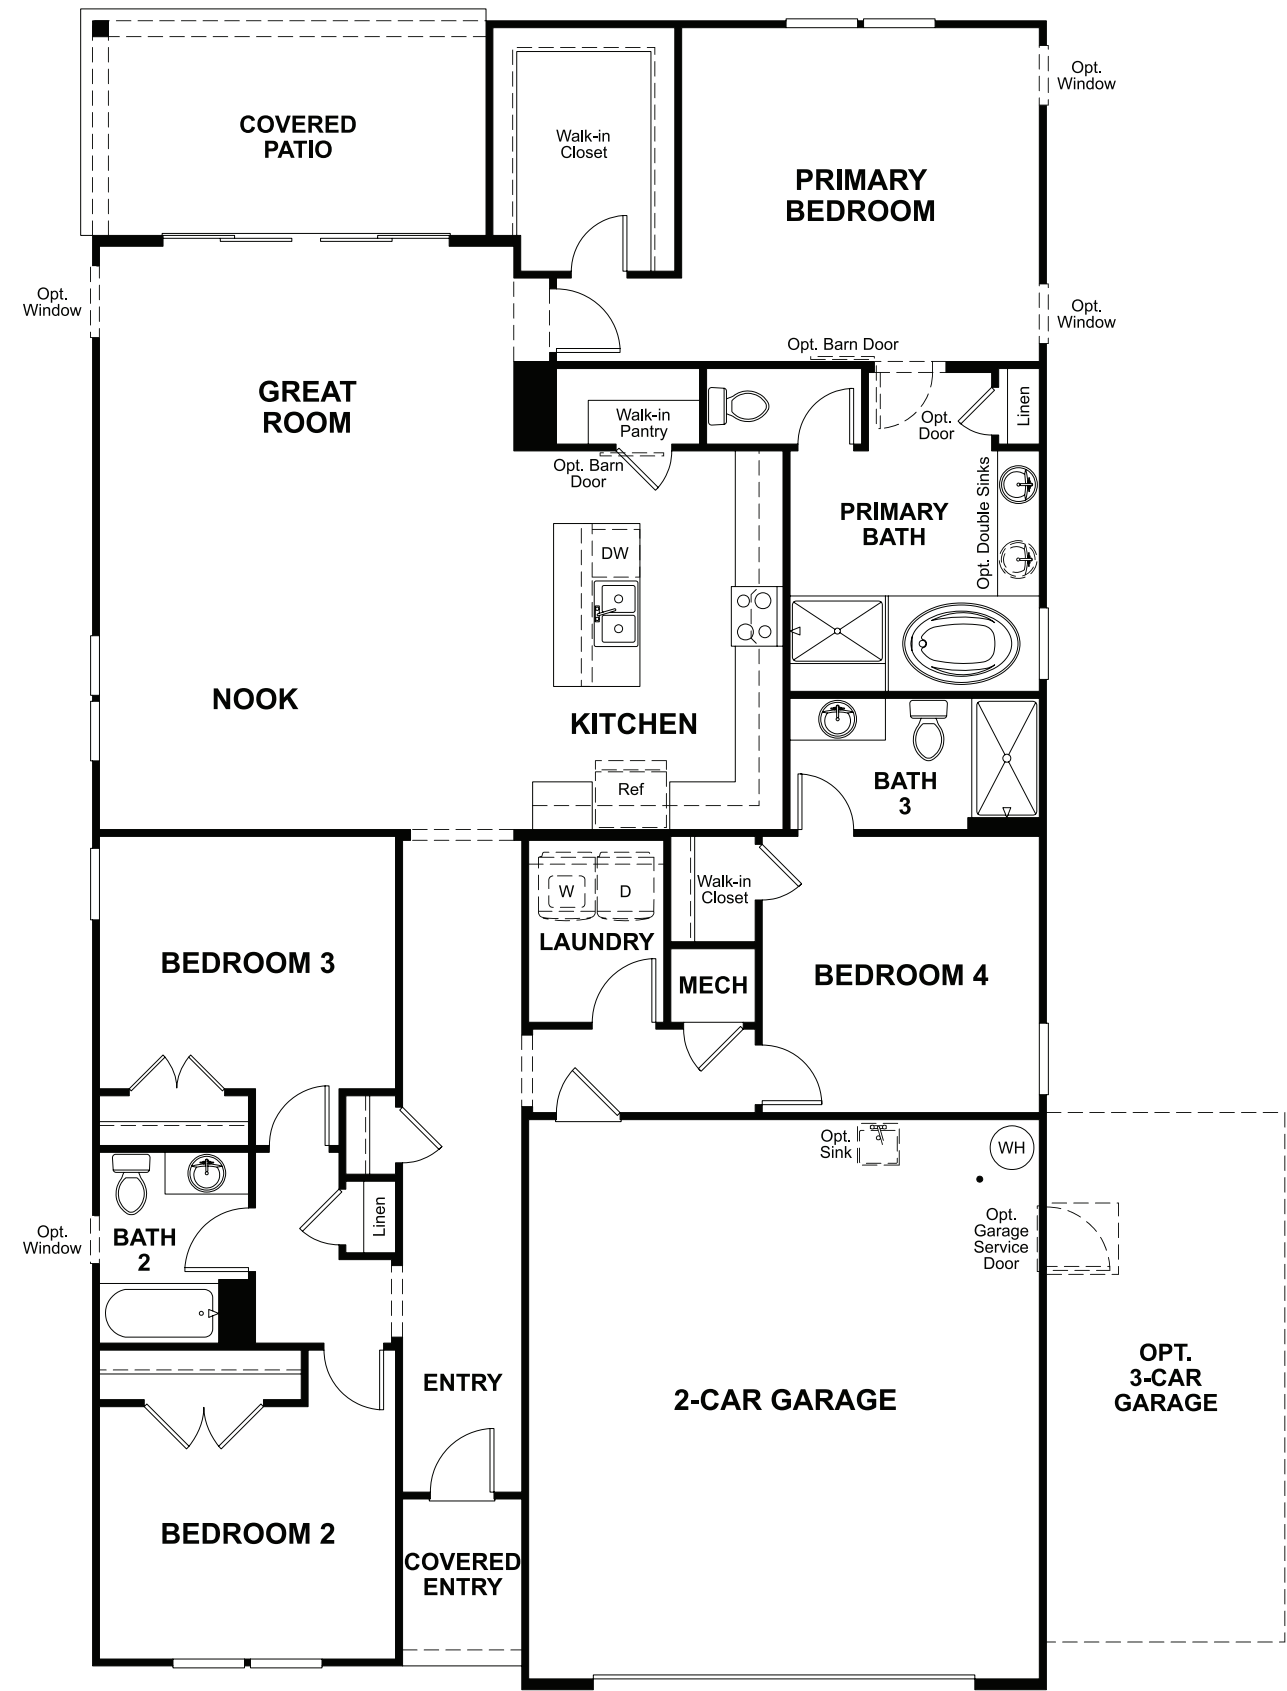 COVERED
PATIO
Walk-in
Closet
PRIMARY
BEDROOM
Opt.
Window
Opt.
Window
Opt.
Window
Opt. Barn Door
GREAT
ROOM
Walk-in
Pantry
Opt.
Door
Linen
Opt. Barn
Door
Opt. Double Sinks
PRIMARY
BATH
DW
NOOK
KITCHEN
Ref
BATH
3
W
D
Walk-in
Closet
LAUNDRY
BEDROOM 3
MECH
BEDROOM 4
Opt.
Sink
WH
Linen
Opt.
Window
BATH
2
Opt.
Garage
Service
Door
ENTRY
2-CAR GARAGE
OPT.
3-CAR
GARAGE
BEDROOM 2
COVERED
ENTRY